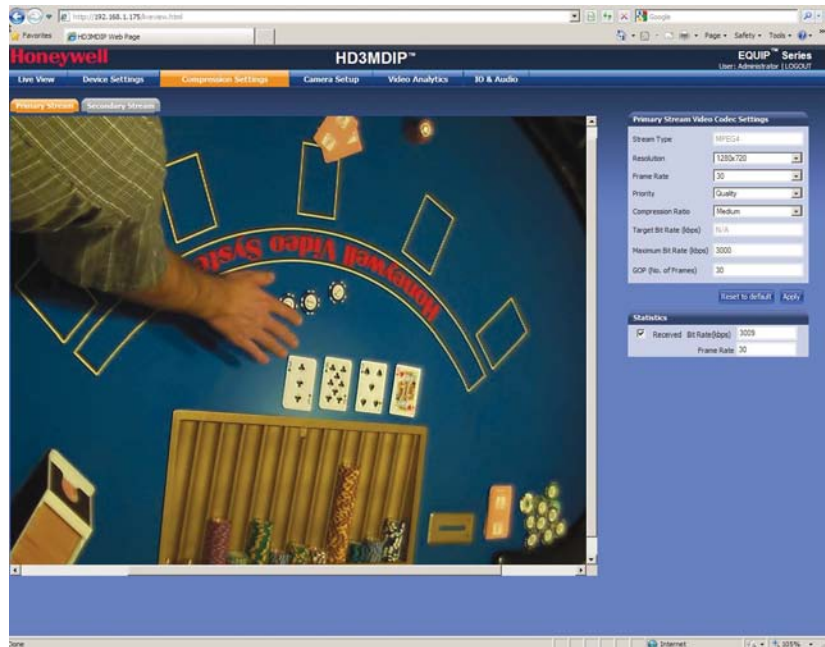 http://192.168.1.175/liveview.html
Google
Favorites
HD3MDIP Web Page
Page
Safety
Tools
Honeywell
HD3MDIP™
EQUIP™ Series
User: Administrator | LOGOUT
Live View
Device Settings
Compression Settings
Camera Setup
Video Analytics
IO & Audio
Primary Stream
Secondary Stream
Primary Stream Video Codec Settings
Stream Type MPEG4
Resolution 1280x720
Frame Rate 30
Priority Quality
Compression Ratio Medium
Target Bit Rate (kbps) N/A
Maximum Bit Rate (kbps) 3000
GOP (No. of Frames) 30
Reset to default
Apply
Statistics
Received Bit Rate(kbps) 3009
Frame Rate 30
Honeywell Video Syste
Done
Internet
105%